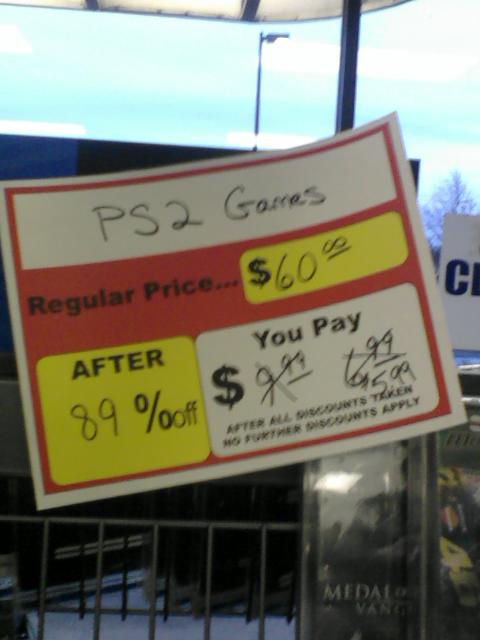 PS2 Games
Regular Price... $60.00
AFTER
89 %off
You Pay
$ 9.99 6.99
$5.99
AFTER ALL DISCOUNTS TAKEN
NO FURTHER DISCOUNTS APPLY
MEDAL
VANG